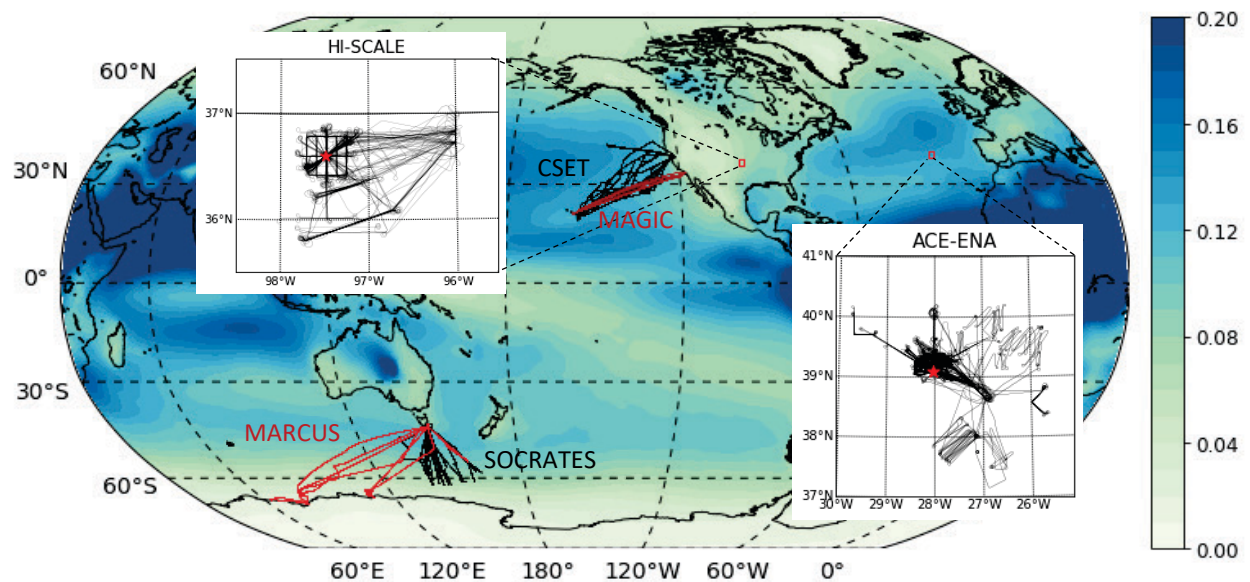 HI-SCALE
37°N
36°N
98°W 97°W 96°W
60°N
30°N
0°
30°S
60°S
CSET
MAGIC
ACE-ENA
41°N
40°N
39°N
38°N
37°N
30°W 29°W 28°W 27°W 26°W
MARCUS
SOCRATES
60°E 120°E 180° 120°W 60°W 0°
0.20
0.16
0.12
0.08
0.04
0.00